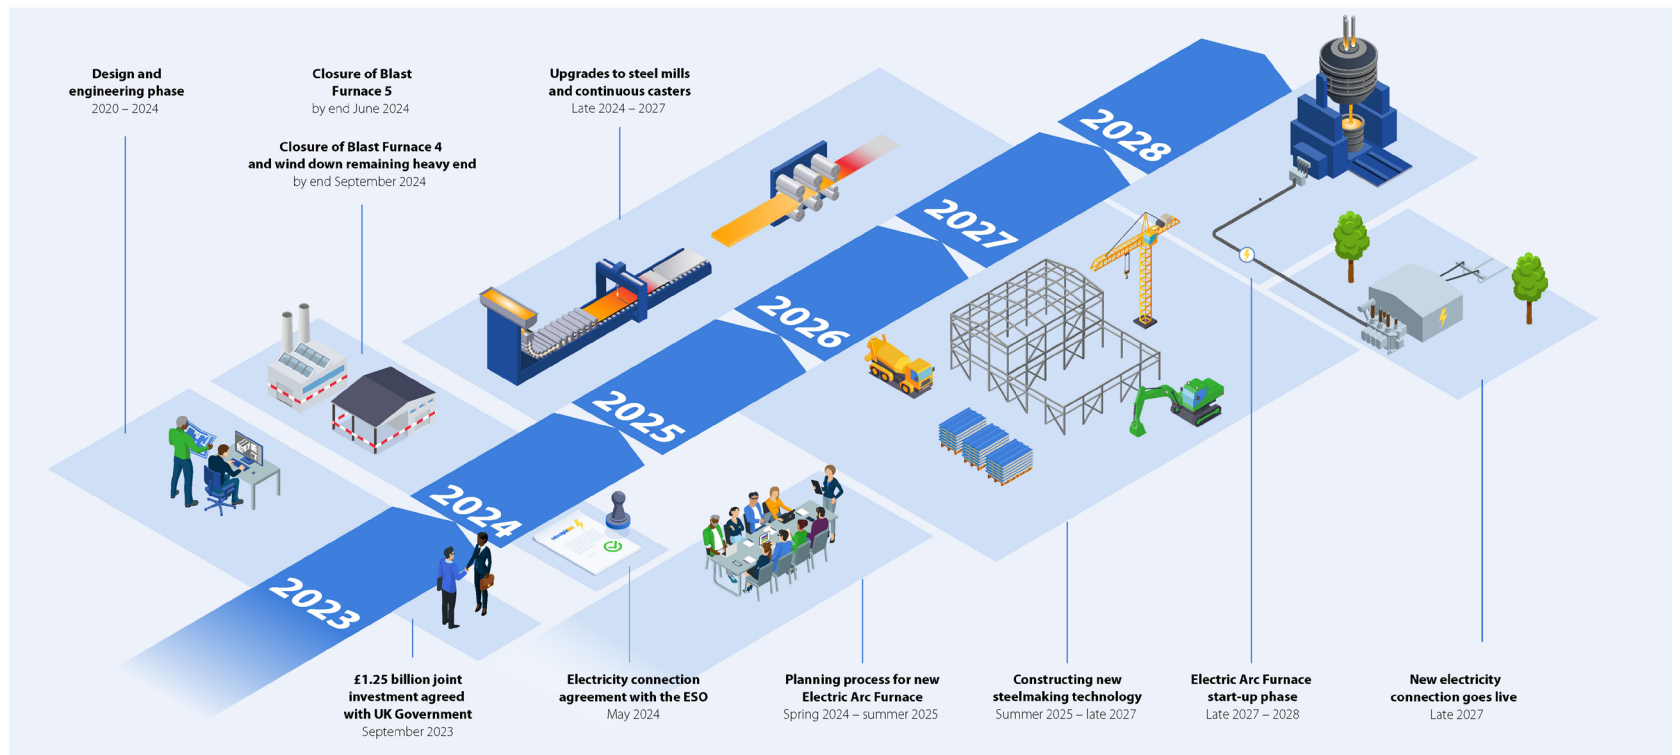 Design and
engineering phase
2020 – 2024
Closure of Blast
Furnace 5
by end June 2024
Closure of Blast Furnace 4
and wind down remaining heavy end
by end September 2024
Upgrades to steel mills
and continuous casters
Late 2024 – 2027
2023
2024
2025
2026
2027
2028
£1.25 billion joint
investment agreed
with UK Government
September 2023
Electricity connection
agreement with the ESO
May 2024
Planning process for new
Electric Arc Furnace
Spring 2024 – summer 2025
Constructing new
steelmaking technology
Summer 2025 – late 2027
Electric Arc Furnace
start-up phase
Late 2027 – 2028
New electricity
connection goes live
Late 2027